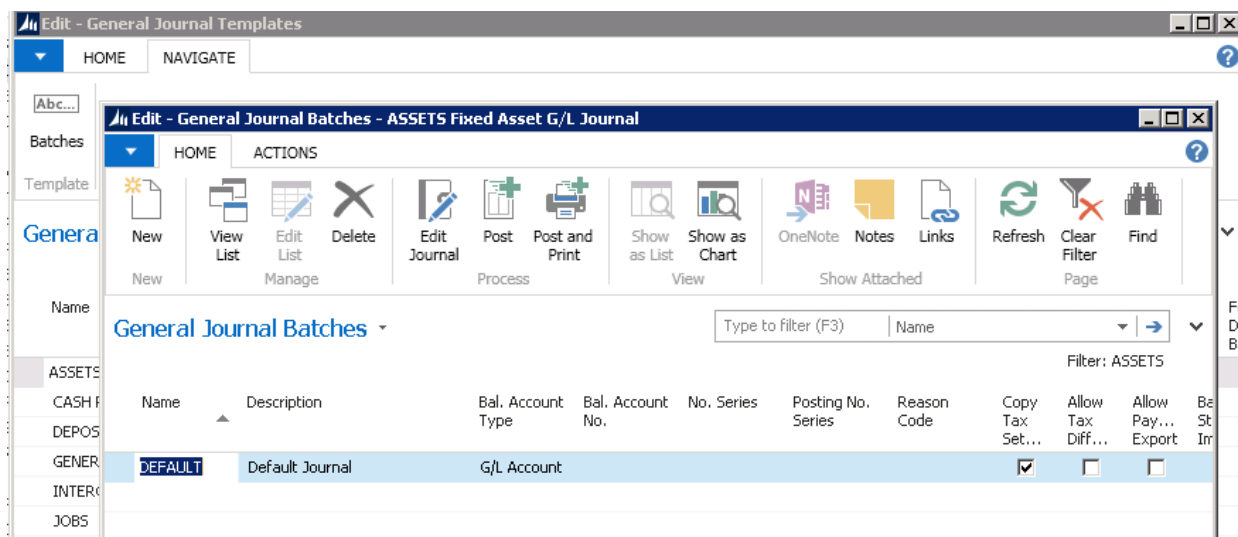 Edit - General Journal Templates
HOME NAVIGATE
Abc...
Batches
Template
Edit - General Journal Batches - ASSETS Fixed Asset G/L Journal
HOME ACTIONS
New View List Edit List Delete Edit Journal Post Post and Print Show as List Show as Chart OneNote Notes Links Refresh Clear Filter Find
New Manage Process View Show Attached Page
Genera
General Journal Batches
Type to filter (F3) Name
Filter: ASSETS
Name
Name Description Bal. Account Type Bal. Account No. No. Series Posting No. Series Reason Code Copy Tax Set... Allow Tax Diff... Allow Pay... Export
DEFAULT Default Journal G/L Account
ASSETS
CASH
DEPOS
GENER
INTER
JOBS